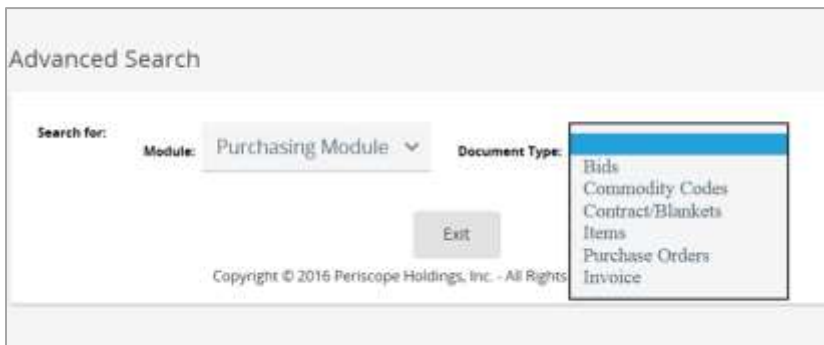 Advanced Search
Search for:
Module: Purchasing Module Document Type:
Bids
Commodity Codes
Contract/Blankets
Items
Purchase Orders
Invoice
Exit
Copyright © 2016 Periscope Holdings, Inc. - All Rights